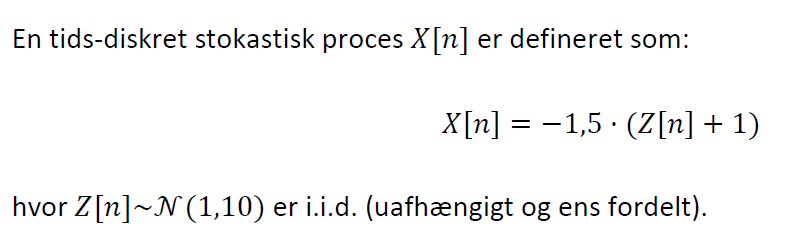 En tids-diskret stokastisk proces X[n] er defineret som:
X[n] = −1,5 · (Z[n] + 1)
hvor Z[n]~𝒩(1,10) er i.i.d. (uafhængigt og ens fordelt).